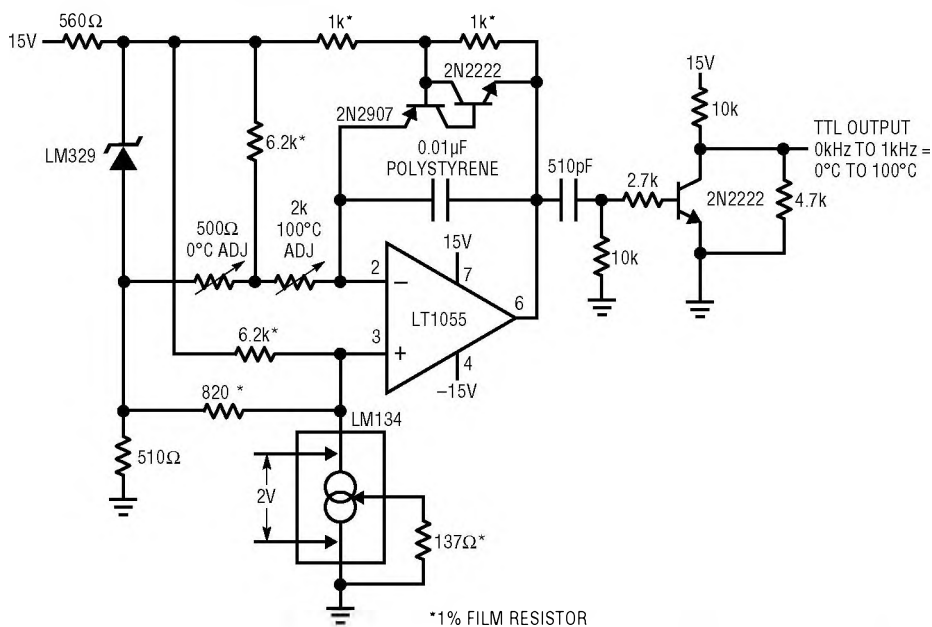 560Ω
1k*
1k*
15V
2N2222
15V
2N2907
10k
LM329
6.2k*
0.01µF
POLYSTYRENE
510pF
TTL OUTPUT
0kHz TO 1kHz =
0°C TO 100°C
2.7k
2N2222
4.7k
500Ω
0°C ADJ
2k
100°C
ADJ
15V
10k
2
7
–
LT1055
6
6.2k*
3
+
4
–15V
820 *
LM134
510Ω
2V
137Ω*
*1% FILM RESISTOR